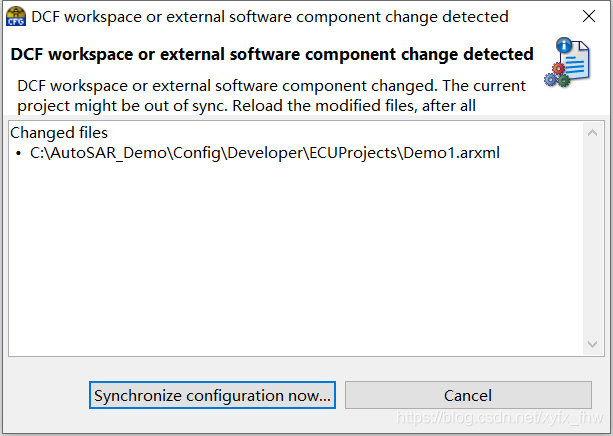 CFG DCF workspace or external software component change detected
DCF workspace or external software component change detected
DCF workspace or external software component changed. The current
project might be out of sync. Reload the modified files, after all
Changed files
• C:\AutoSAR_Demo\Config\Developer\ECUProjects\Demo1.arxml
Synchronize configuration now... Cancel
https://blog.csdn.net/xyfx_fhw